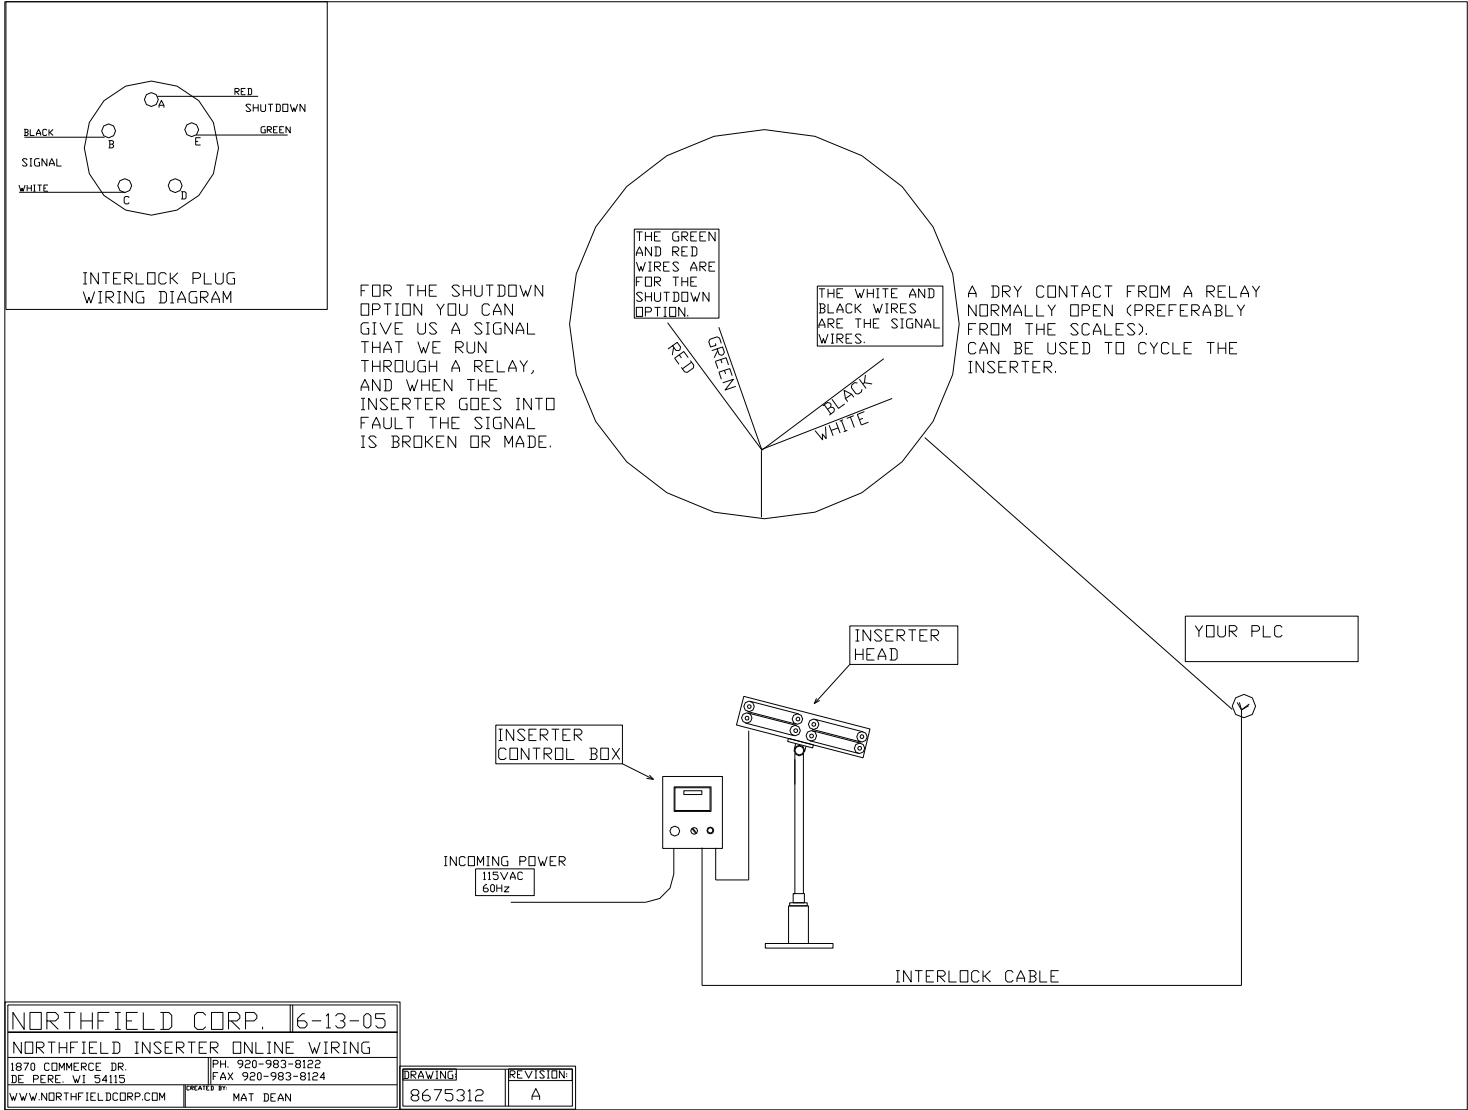 RED
A
SHUTDOWN
BLACK
GREEN
B
E
SIGNAL
WHITE
C
D
INTERLOCK PLUG
WIRING DIAGRAM
FOR THE SHUTDOWN
OPTION YOU CAN
GIVE US A SIGNAL
THAT WE RUN
THROUGH A RELAY,
AND WHEN THE
INSERTER GOES INTO
FAULT THE SIGNAL
IS BROKEN OR MADE.
THE GREEN
AND RED
WIRES ARE
FOR THE
SHUTDOWN
OPTION.
THE WHITE AND
BLACK WIRES
ARE THE SIGNAL
WIRES.
RED
GREEN
BLACK
WHITE
A DRY CONTACT FROM A RELAY
NORMALLY OPEN (PREFERABLY
FROM THE SCALES).
CAN BE USED TO CYCLE THE
INSERTER.
YOUR PLC
INSERTER
HEAD
INSERTER
CONTROL BOX
INCOMING POWER
115VAC
60Hz
INTERLOCK CABLE
NORTHFIELD CORP. 6-13-05
NORTHFIELD INSERTER ONLINE WIRING
1870 COMMERCE DR.
DE PERE. WI 54115
PH. 920-983-8122
FAX 920-983-8124
WWW.NORTHFIELDCORP.COM
CREATED BY:
MAT DEAN
DRAWING:
8675312
REVISION:
A